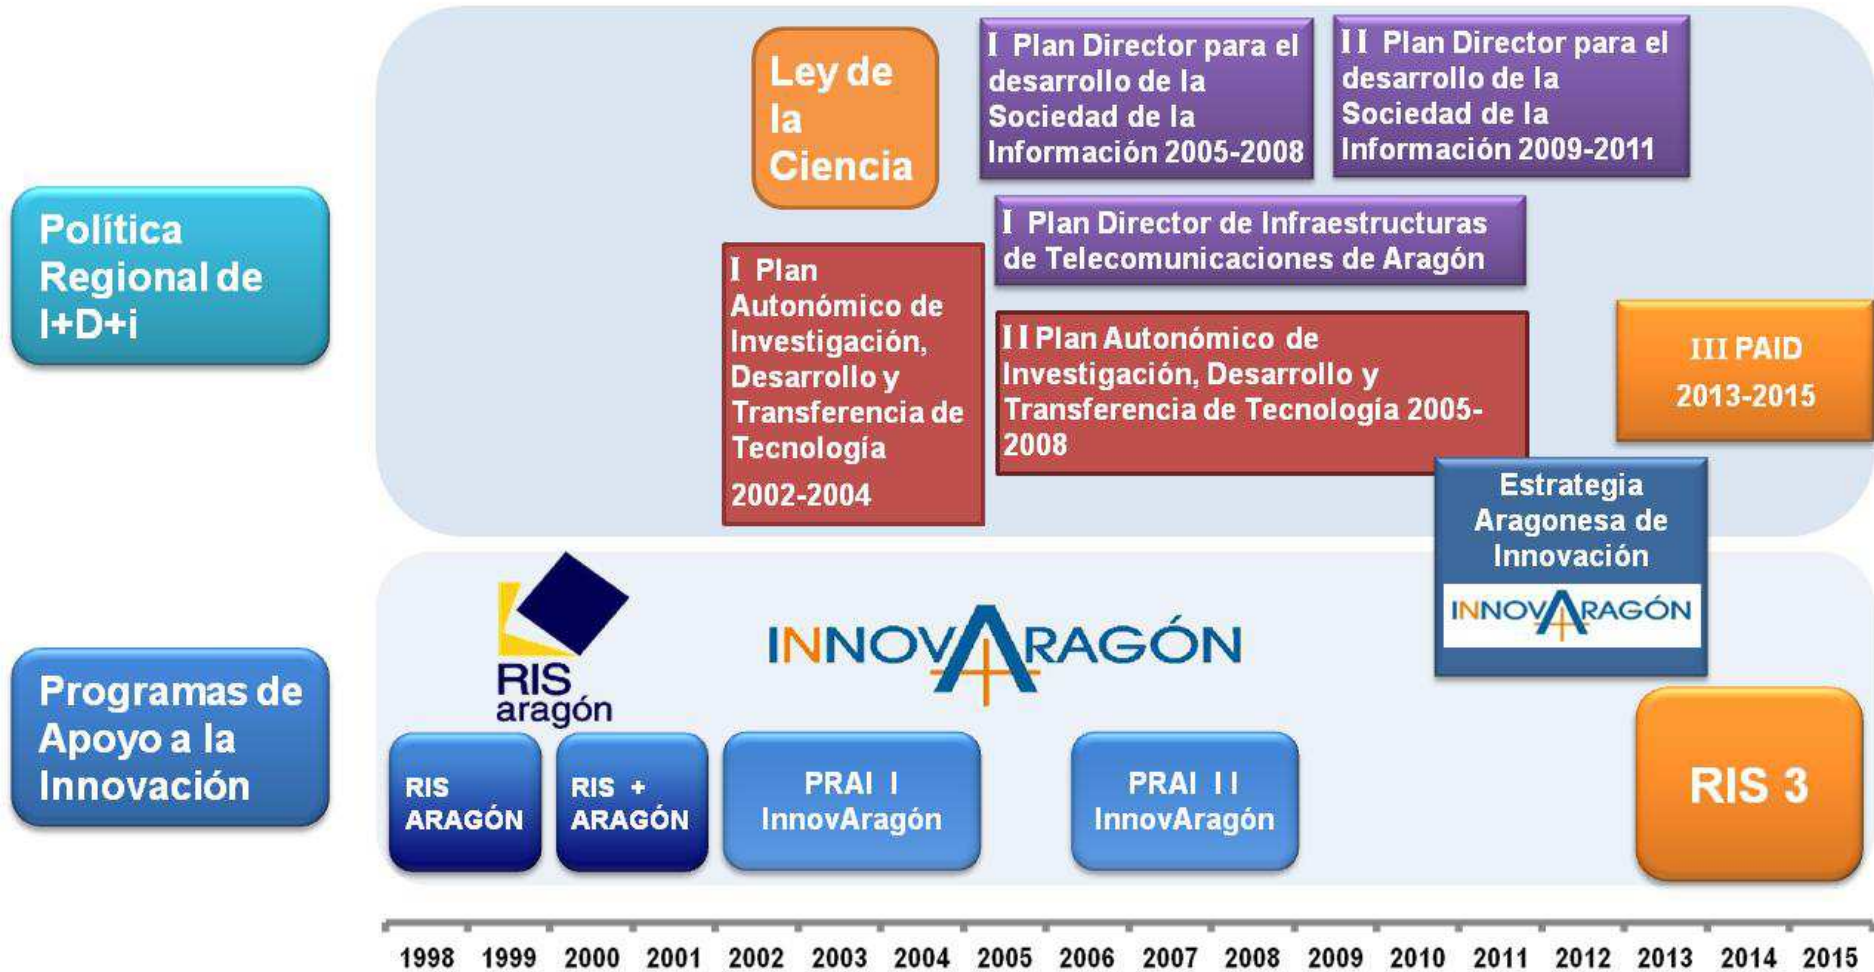 Política
Regional de
I+D+i
Ley de
la
Ciencia
I Plan Director para el
desarrollo de la
Sociedad de la
Información 2005-2008
II Plan Director para el
desarrollo de la
Sociedad de la
Información 2009-2011
I Plan Director de Infraestructuras
de Telecomunicaciones de Aragón
I Plan
Autonómico de
Investigación,
Desarrollo y
Transferencia de
Tecnología
2002-2004
II Plan Autonómico de
Investigación, Desarrollo y
Transferencia de Tecnología 2005-
2008
III PAID
2013-2015
Estrategia
Aragonesa de
Innovación
INNOVARAGÓN
Programas de
Apoyo a la
Innovación
RIS
aragón
INNOVARAGÓN
RIS
ARAGÓN
RIS +
ARAGÓN
PRAI I
InnovAragón
PRAI II
InnovAragón
RIS 3
1998 1999 2000 2001 2002 2003 2004 2005 2006 2007 2008 2009 2010 2011 2012 2013 2014 2015